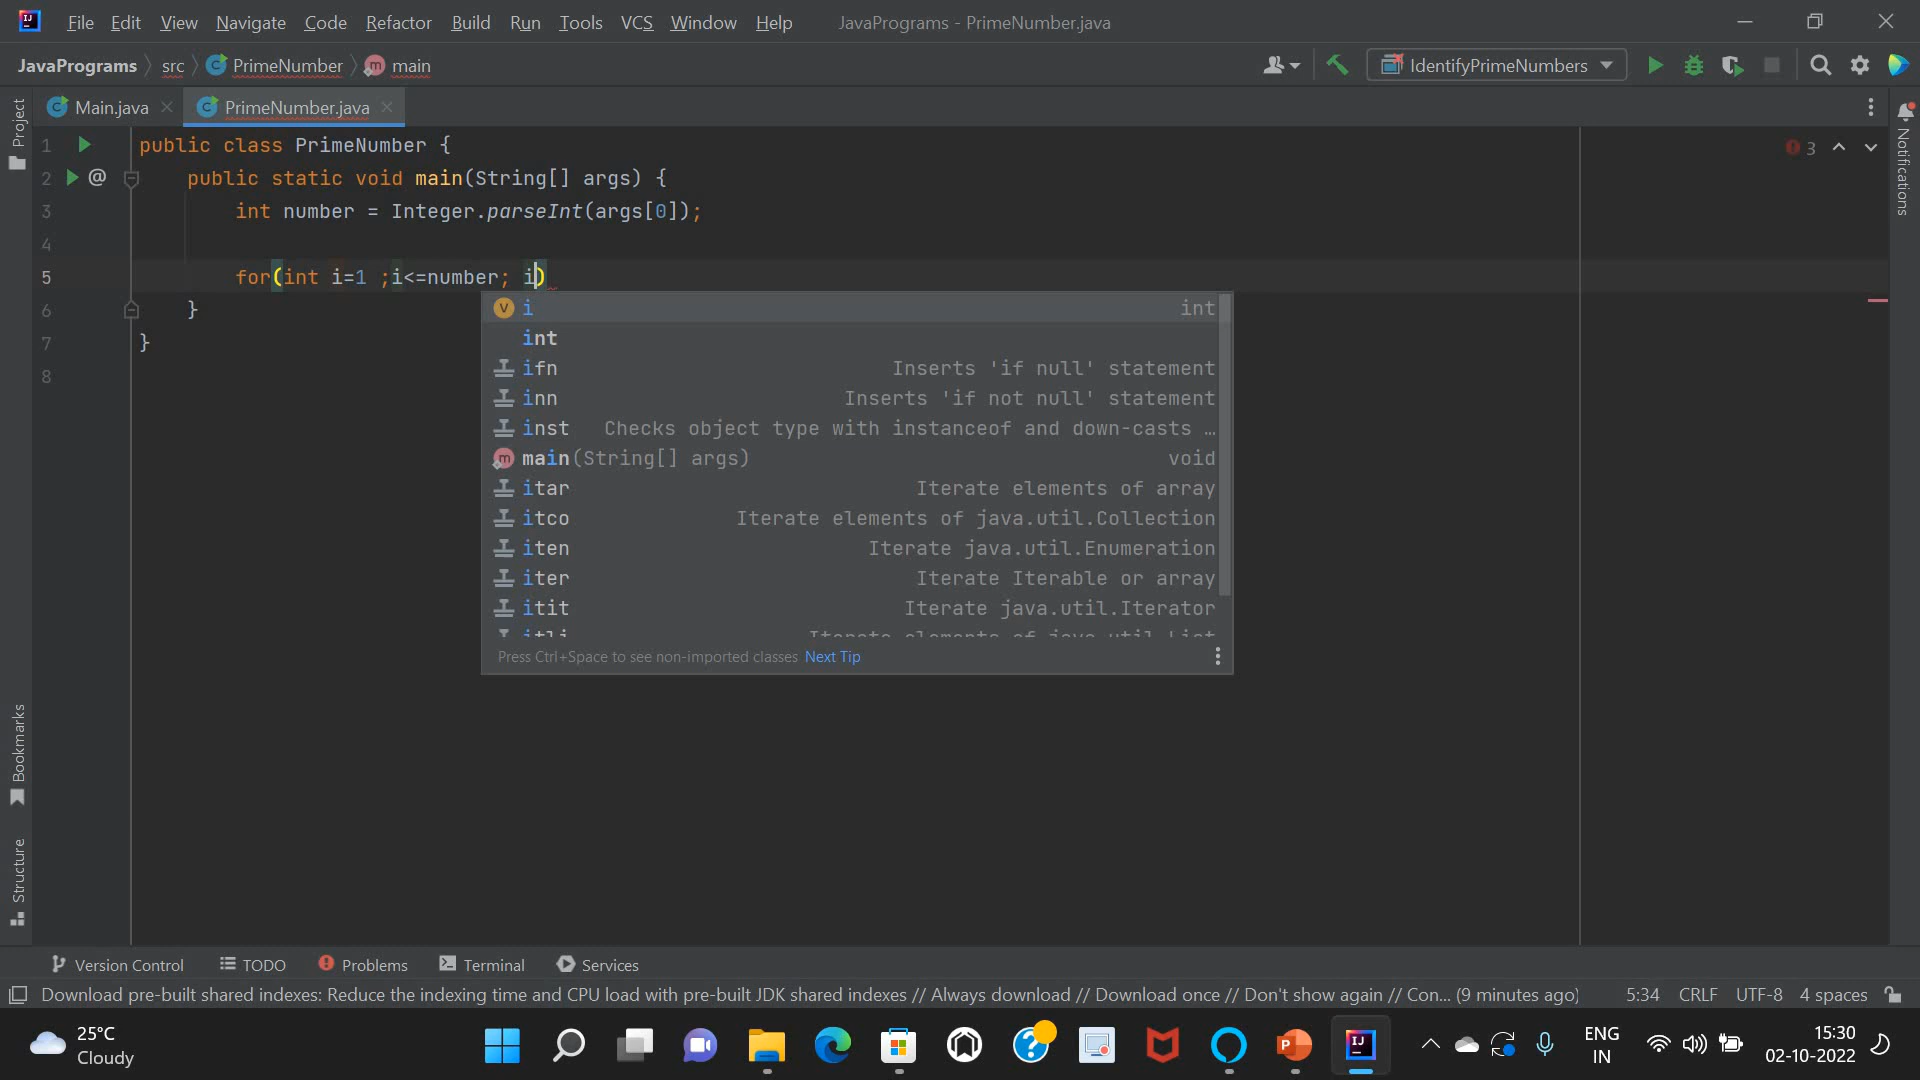 File Edit View Navigate Code Refactor Build Run Tools VCS Window Help JavaPrograms - PrimeNumber.java
JavaPrograms src PrimeNumber main IdentifyPrimeNumbers
Project
Main.java PrimeNumber.java
Notifications
1 public class PrimeNumber {
3
2 @ public static void main(String[] args) {
3 int number = Integer.parseInt(args[0]);
4
5 for(int i=1 ;i<=number; i)
6 }
7 }
8
i int
int
ifn Inserts 'if null' statement
inn Inserts 'if not null' statement
inst Checks object type with instanceof and down-casts …
main(String[] args) void
itar Iterate elements of array
itco Iterate elements of java.util.Collection
iten Iterate java.util.Enumeration
iter Iterate Iterable or array
itit Iterate java.util.Iterator
itli Iterate elements of java.util.List
Press Ctrl+Space to see non-imported classes Next Tip
Bookmarks
Structure
Version Control TODO Problems Terminal Services
Download pre-built shared indexes: Reduce the indexing time and CPU load with pre-built JDK shared indexes // Always download // Download once // Don't show again // Con... (9 minutes ago) 5:34 CRLF UTF-8 4 spaces
25°C
Cloudy
ENG
IN
15:30
02-10-2022